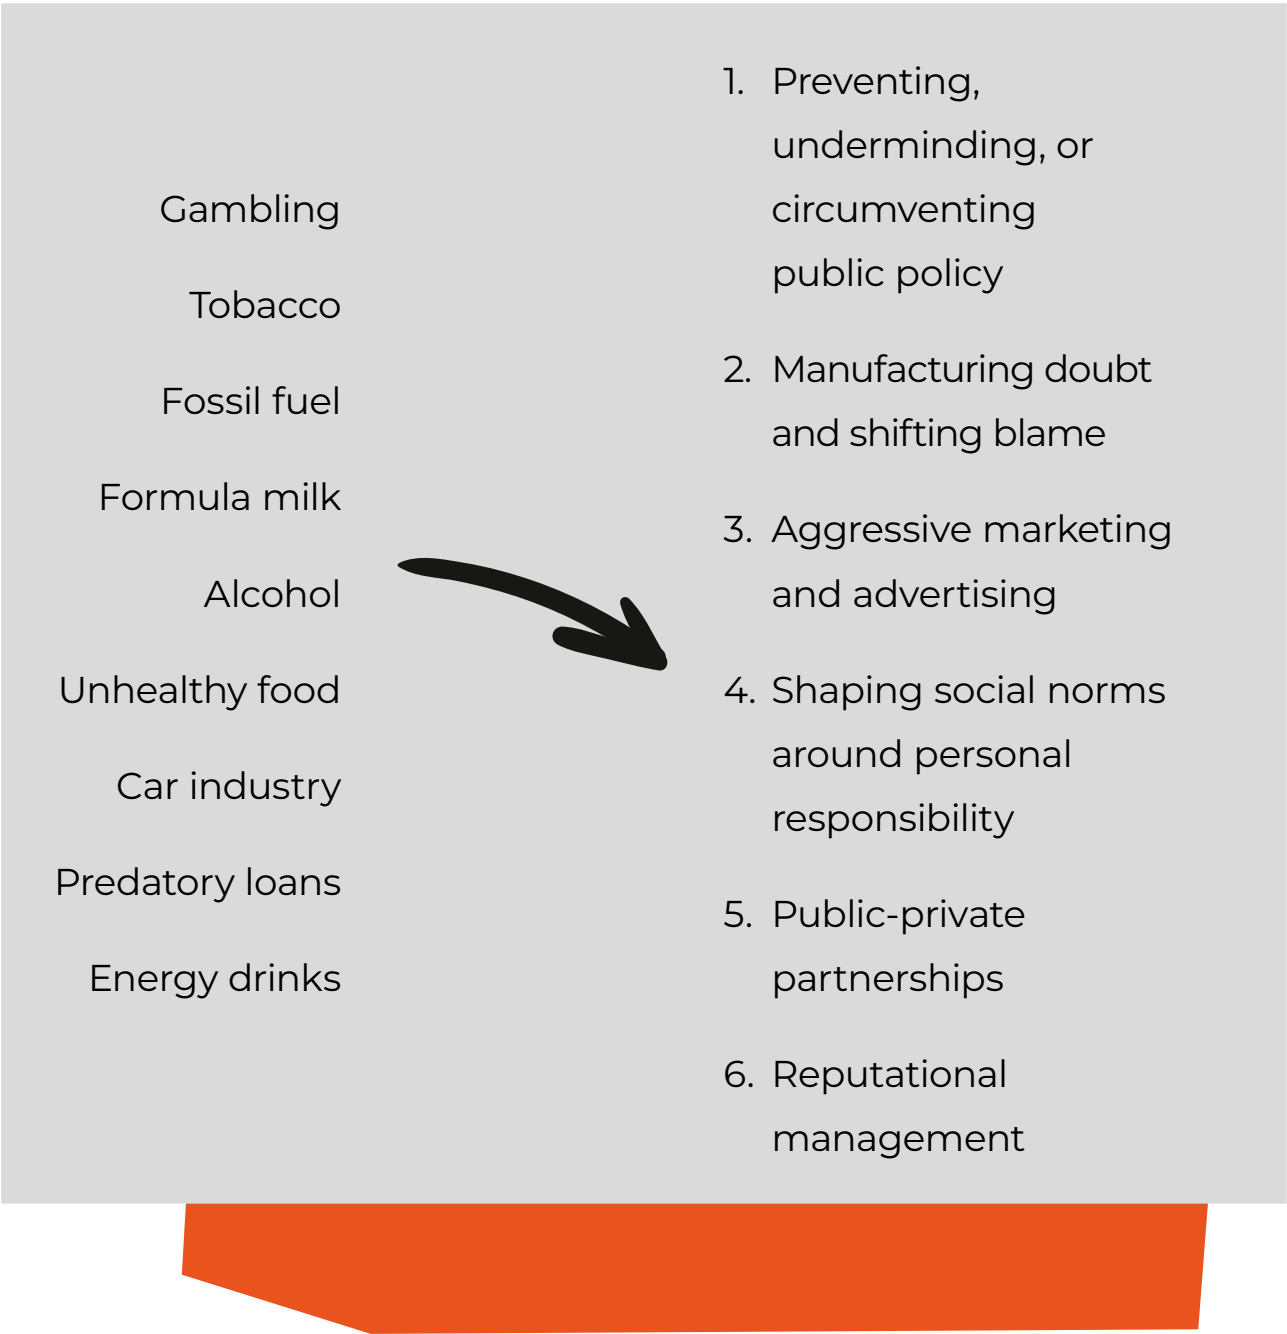 Gambling
Tobacco
Fossil fuel
Formula milk
Alcohol
Unhealthy food
Car industry
Predatory loans
Energy drinks
1. Preventing,
underminding, or
circumventing
public policy
2. Manufacturing doubt
and shifting blame
3. Aggressive marketing
and advertising
4. Shaping social norms
around personal
responsibility
5. Public-private
partnerships
6. Reputational
management